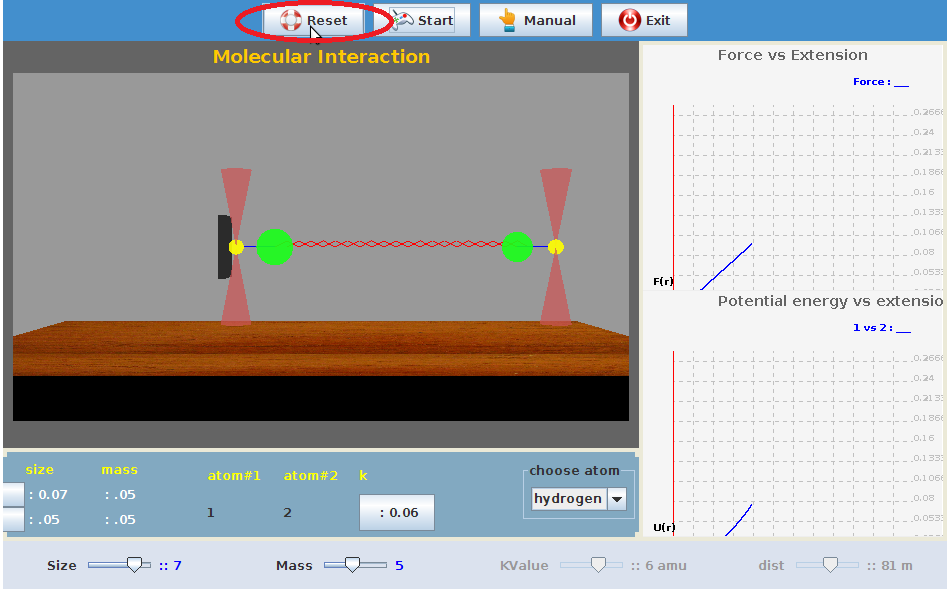 Reset Start Manual Exit
Molecular Interaction
Force vs Extension
Force : __
0.2666
0.24
0.2133
0.1866
0.16
0.1333
0.1066
0.08
0.0533
F(r)
Potential energy vs extensio
1 vs 2 : __
0.2666
0.24
0.2133
0.1866
0.16
0.1333
0.1066
0.08
0.0533
U(r)
size mass atom#1 atom#2 k
: 0.07 : .05
: .05 : .05
1 2 : 0.06
choose atom
hydrogen
Size :: 7 Mass 5 KValue :: 6 amu dist :: 81 m